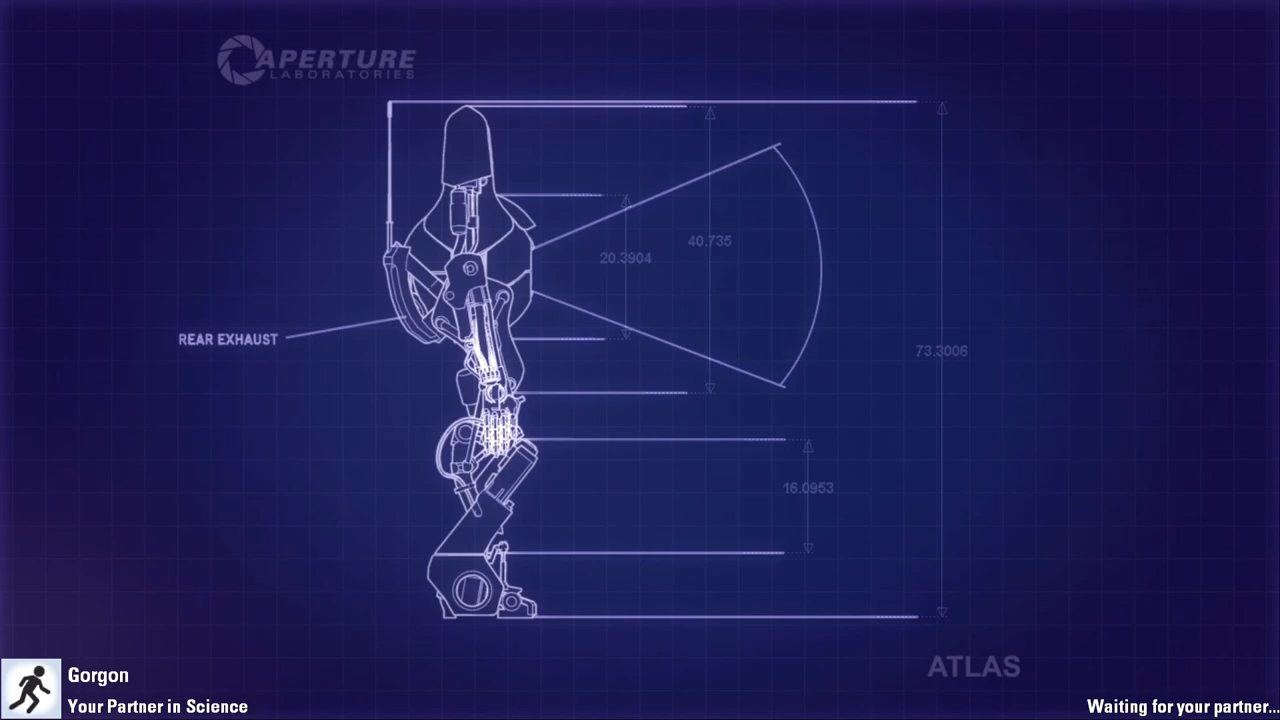 APERTURE
LABORATORIES
40.735
20.3904
REAR EXHAUST
73.3006
16.0953
ATLAS
Gorgon
Your Partner in Science
Waiting for your partner...